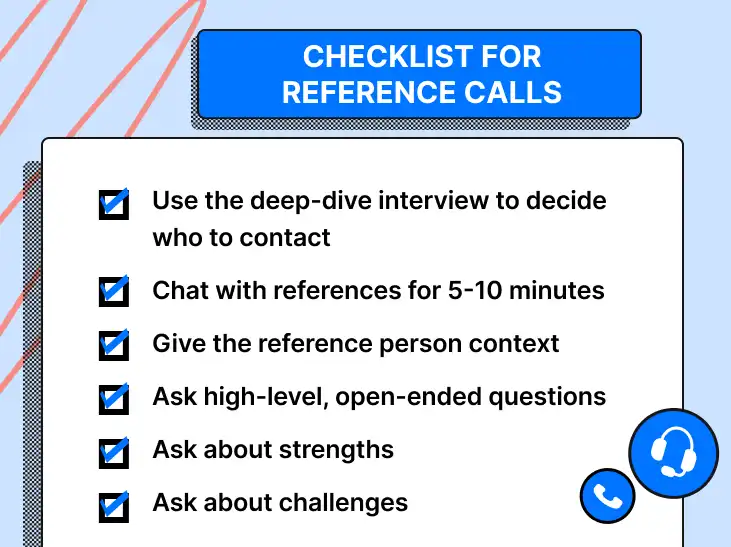 CHECKLIST FOR
REFERENCE CALLS
Use the deep-dive interview to decide
who to contact
Chat with references for 5-10 minutes
Give the reference person context
Ask high-level, open-ended questions
Ask about strengths
Ask about challenges